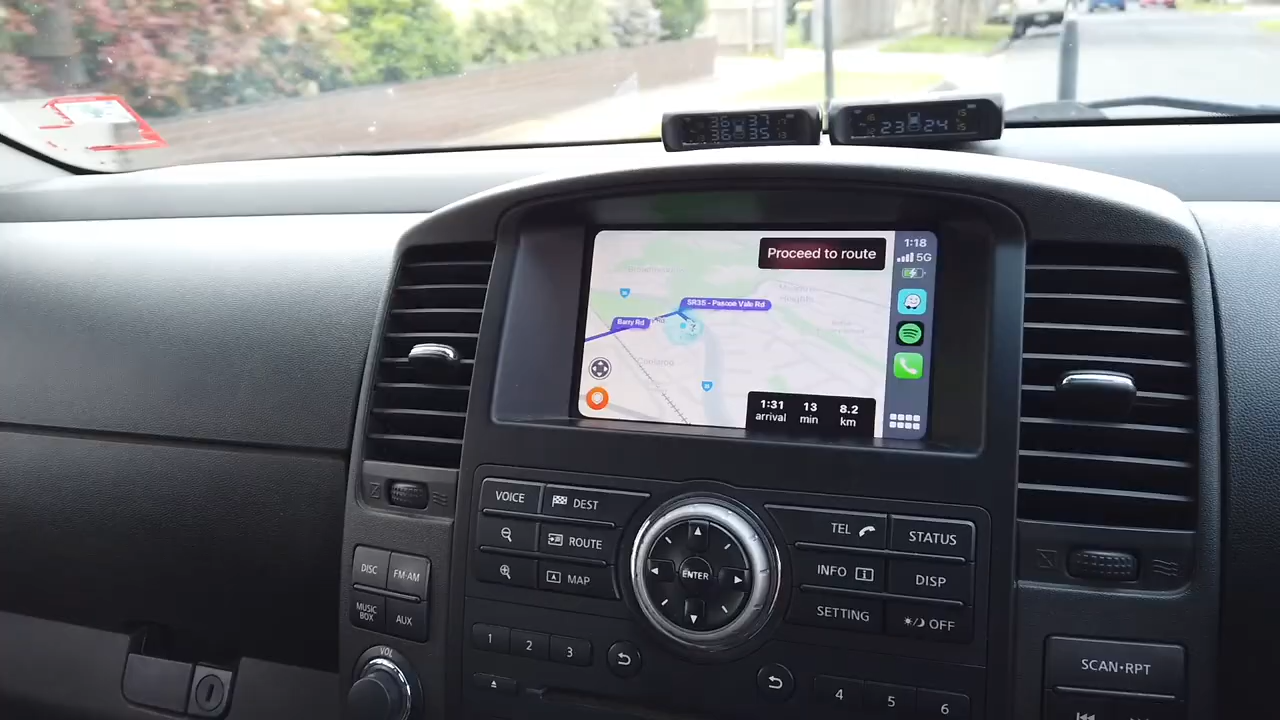 36 37
36 35
23 24
Proceed to route
1:18
5G
SR35 - Pascoe Vale Rd
Barry Rd
Coolaroo
1:31 13 8.2
arrival min km
VOICE
DEST
ROUTE
MAP
ENTER
TEL
STATUS
INFO
DISP
SETTING
OFF
DISC
FM·AM
MUSIC
BOX
AUX
VOL
1
2
3
4
5
6
SCAN·RPT